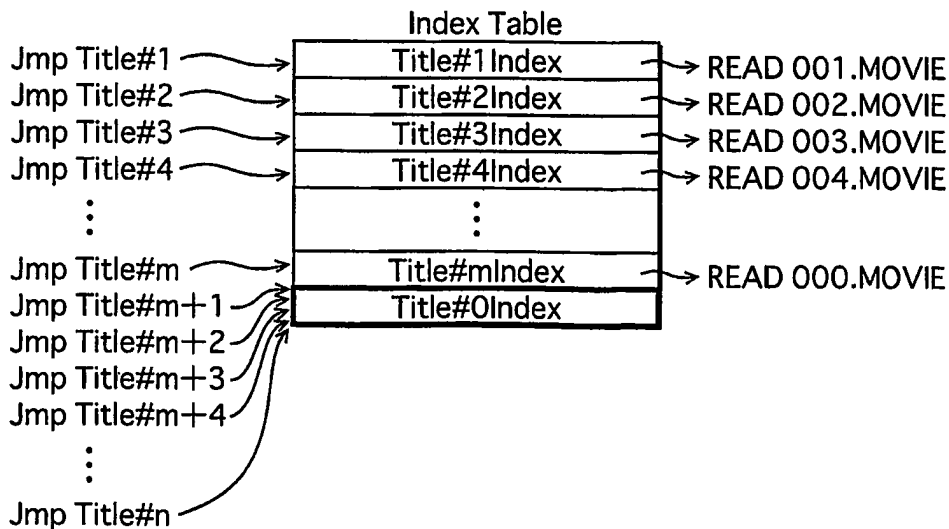 Index Table
Jmp Title#1 Title#1Index READ 001.MOVIE
Jmp Title#2 Title#2Index READ 002.MOVIE
Jmp Title#3 Title#3Index READ 003.MOVIE
Jmp Title#4 Title#4Index READ 004.MOVIE
Jmp Title#m Title#mIndex READ 000.MOVIE
Jmp Title#m+1 Title#0Index
Jmp Title#m+2
Jmp Title#m+3
Jmp Title#m+4
Jmp Title#n